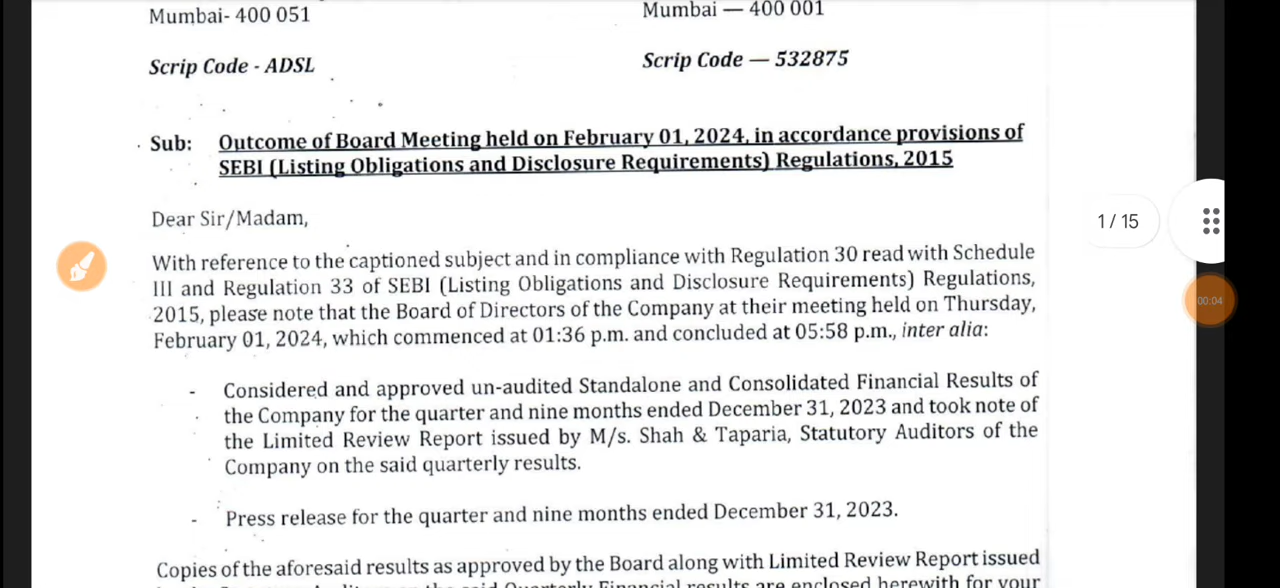 Mumbai- 400 051
Mumbai — 400 001
Scrip Code - ADSL
Scrip Code — 532875
Sub: Outcome of Board Meeting held on February 01, 2024, in accordance provisions of
SEBI (Listing Obligations and Disclosure Requirements) Regulations, 2015
Dear Sir/Madam,
With reference to the captioned subject and in compliance with Regulation 30 read with Schedule
III and Regulation 33 of SEBI (Listing Obligations and Disclosure Requirements) Regulations,
2015, please note that the Board of Directors of the Company at their meeting held on Thursday,
February 01, 2024, which commenced at 01:36 p.m. and concluded at 05:58 p.m., inter alia:
- Considered and approved un-audited Standalone and Consolidated Financial Results of
the Company for the quarter and nine months ended December 31, 2023 and took note of
the Limited Review Report issued by M/s. Shah & Taparia, Statutory Auditors of the
Company on the said quarterly results.
- Press release for the quarter and nine months ended December 31, 2023.
Copies of the aforesaid results as approved by the Board along with Limited Review Report issued
said Quarterly Financial results are enclosed herewith for your
1 / 15
00:04